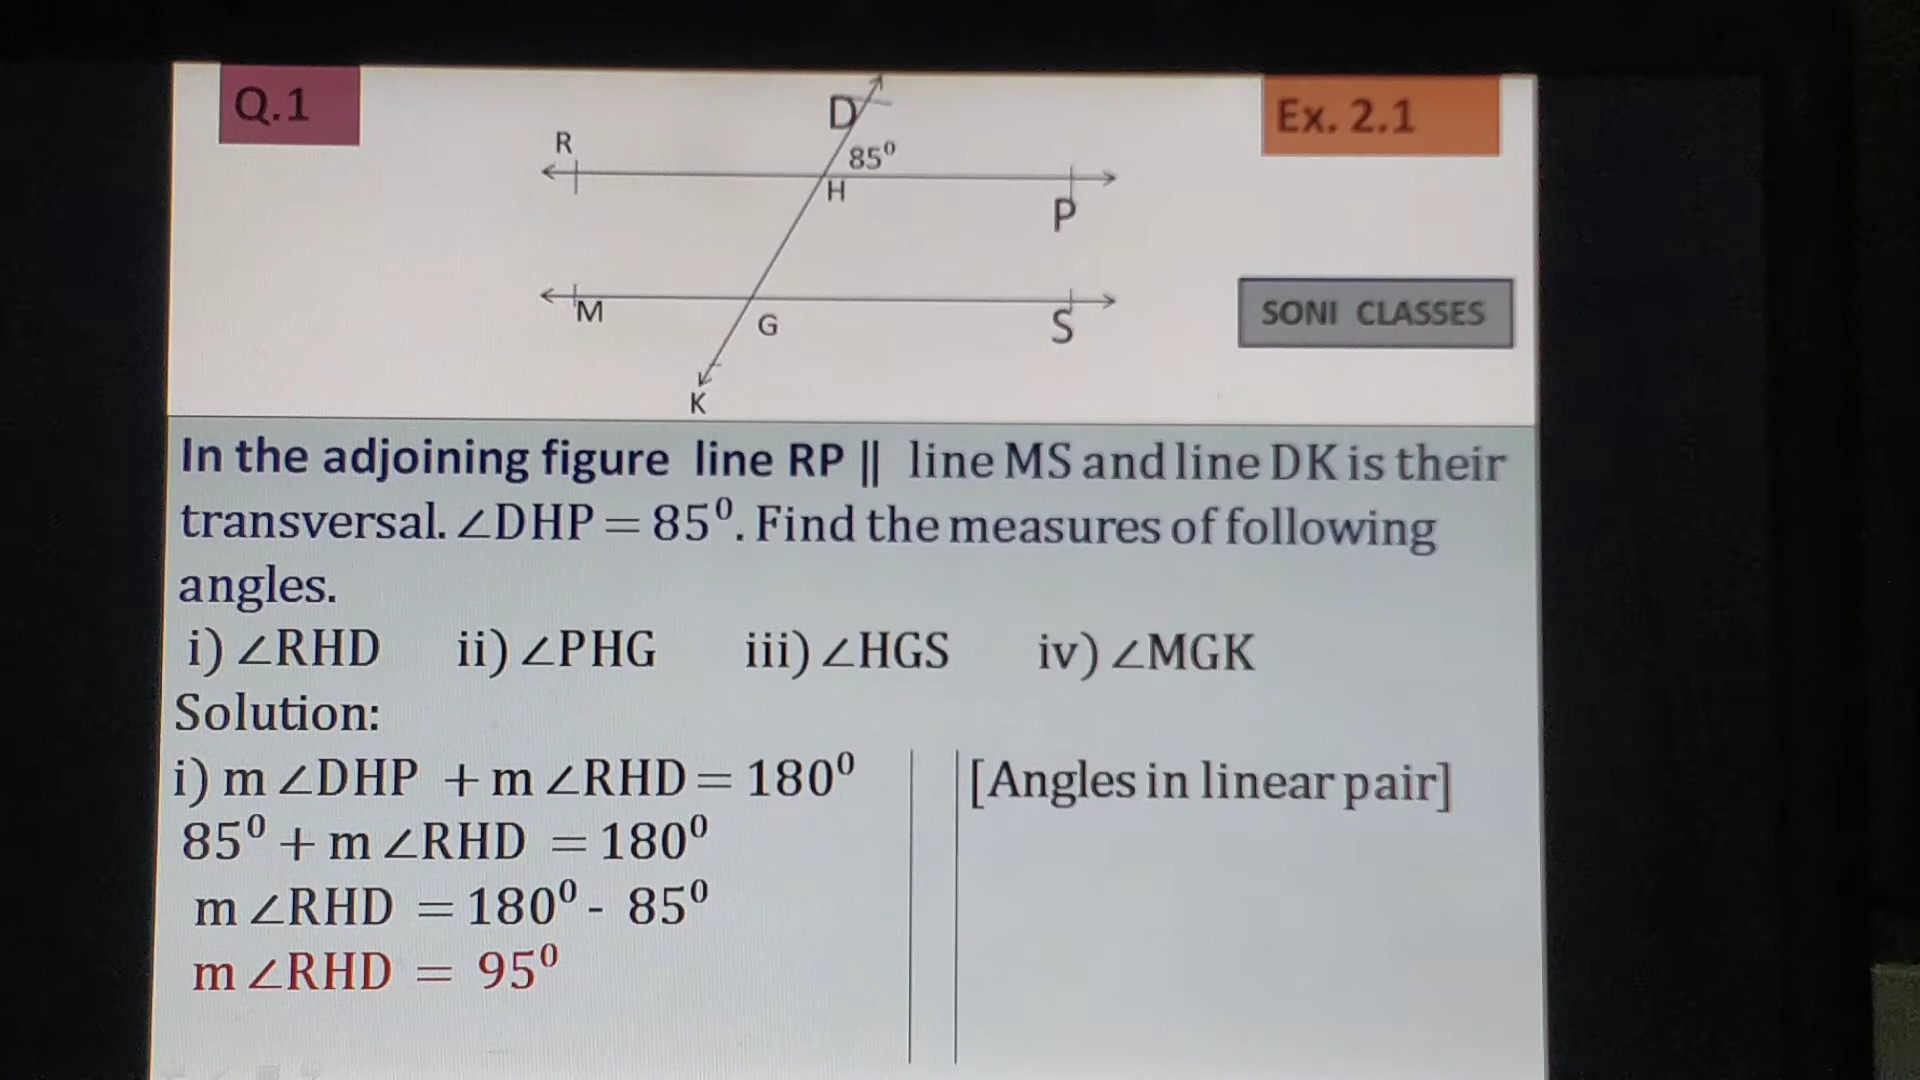 Q.1
Ex. 2.1
D
R
85⁰
H
P
M
G
S
K
SONI CLASSES
In the adjoining figure line RP || line MS and line DK is their
transversal. ∠DHP = 85⁰. Find the measures of following
angles.
i) ∠RHD ii) ∠PHG iii) ∠HGS iv) ∠MGK
Solution:
i) m ∠DHP + m ∠RHD = 180⁰ [Angles in linear pair]
85⁰ + m ∠RHD = 180⁰
m ∠RHD = 180⁰ - 85⁰
m ∠RHD = 95⁰